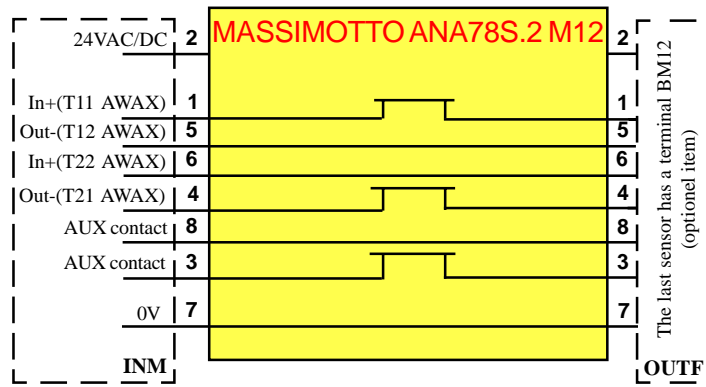 MASSIMOTTO ANA78S.2 M12
24VAC/DC 2 2
In+(T11 AWAX) 1 1
Out-(T12 AWAX) 5 5
In+(T22 AWAX) 6 6
Out-(T21 AWAX) 4 4
AUX contact 8 8
AUX contact 3 3
0V 7 7
INM
OUTF
The last sensor has a terminal BM12
(optionel item)